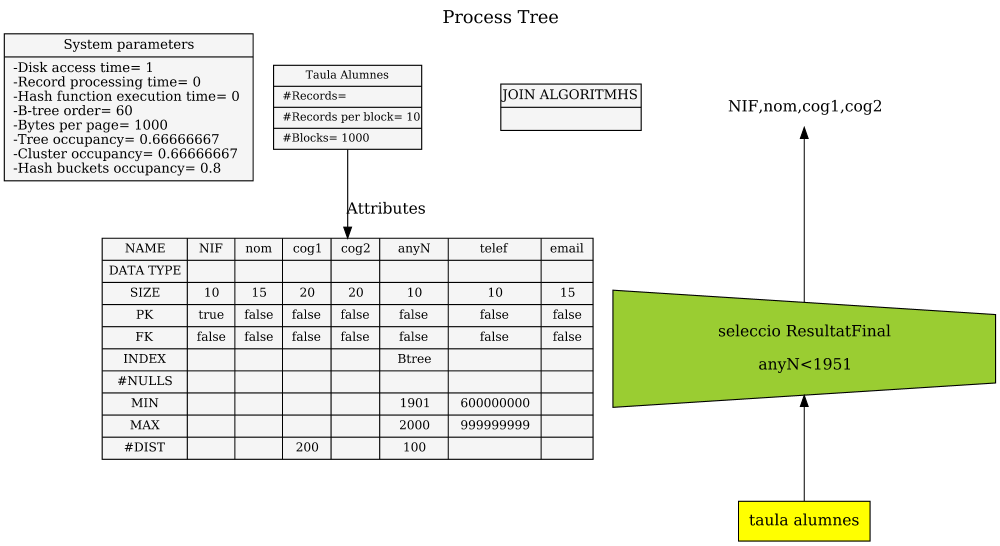 Process Tree
System parameters
-Disk access time= 1
-Record processing time= 0
-Hash function execution time= 0
-B-tree order= 60
-Bytes per page= 1000
-Tree occupancy= 0.66666667
-Cluster occupancy= 0.66666667
-Hash buckets occupancy= 0.8
Taula Alumnes
#Records=
#Records per block= 10
#Blocks= 1000
JOIN ALGORITMHS
NIF,nom,cog1,cog2
Attributes
NAME NIF nom cog1 cog2 anyN telef email
DATA TYPE
SIZE 10 15 20 20 10 10 15
PK true false false false false false false
FK false false false false false false false
INDEX Btree
#NULLS
MIN 1901 600000000
MAX 2000 999999999
#DIST 200 100
seleccio ResultatFinal
anyN<1951
taula alumnes